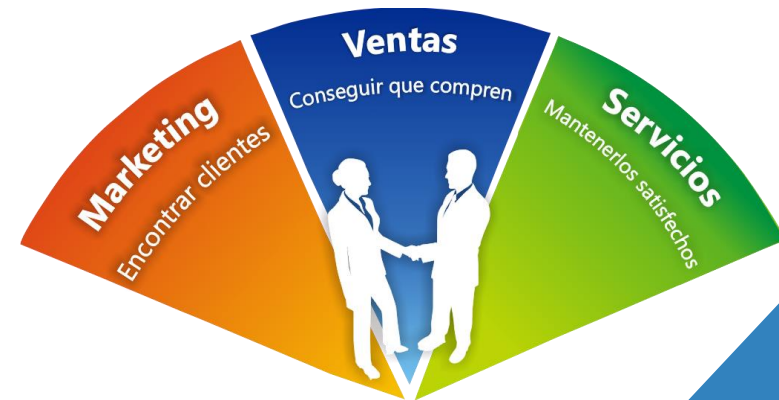 Marketing
Encontrar clientes
Ventas
Conseguir que compren
Servicios
Mantenerlos satisfechos